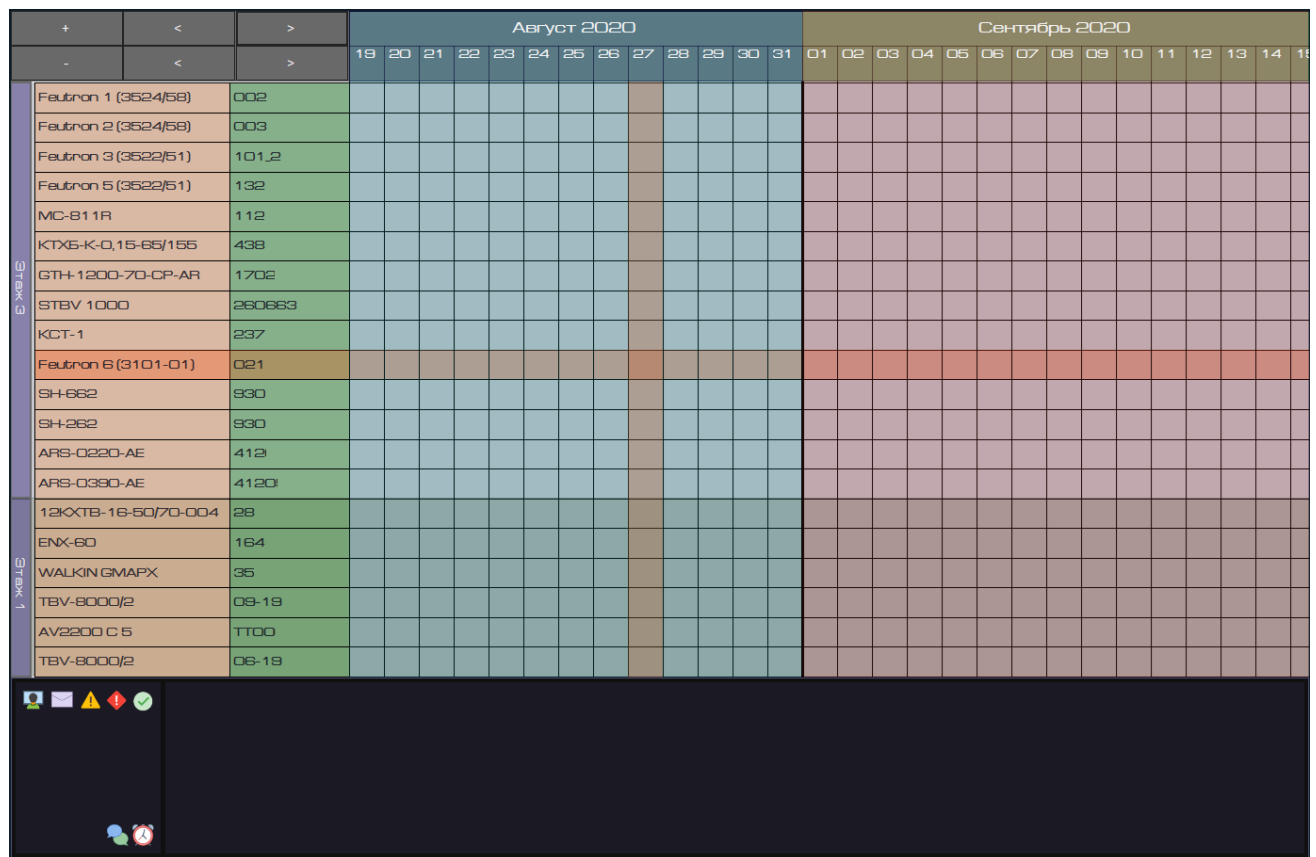 + < > Август 2020 Сентябрь 2020
- < > 19 20 21 22 23 24 25 26 27 28 29 30 31 01 02 03 04 05 06 07 08 09 10 11 12 13 14
Этаж 3
Feutron 1 (3524/58) 002
Feutron 2 (3524/58) 003
Feutron 3 (3522/51) 101_2
Feutron 5 (3522/51) 132
MC-811R 112
КТХБ-К-0,15-65/155 438
GTH-1200-70-CP-AR 1702
STBV 1000 260663
КСТ-1 237
Feutron 6 (3101-01) 021
SH-662 930
SH-262 930
ARS-0220-AE 412
ARS-0390-AE 4120
Этаж 1
12КХТВ-16-50/70-004 28
ENX-60 164
WALKIN GMAPX 35
TBV-8000/2 09-19
AV2200 C 5 TT00
TBV-8000/2 06-19